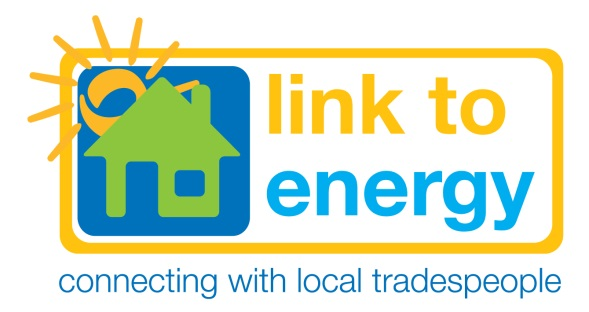 link to
energy
connecting with local tradespeople